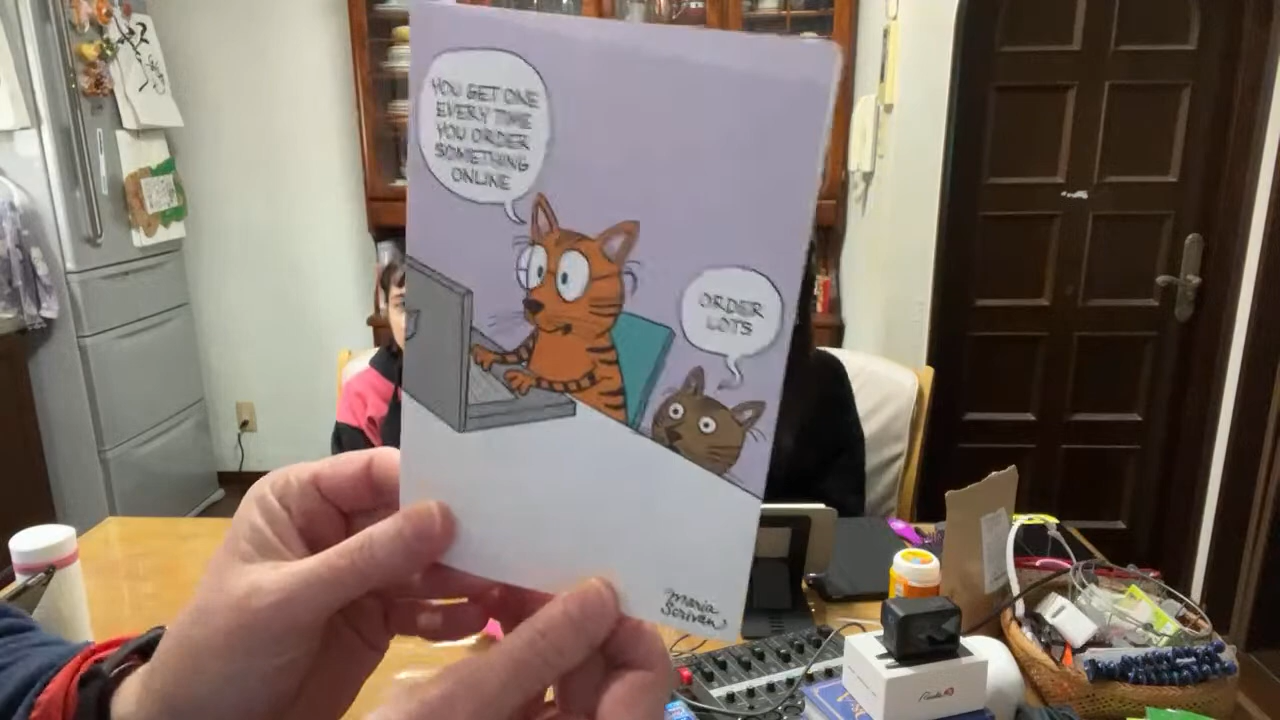 YOU GET ONE
EVERY TIME
YOU ORDER
SOMETHING
ONLINE
ORDER
LOTS
Maria
Scrivan